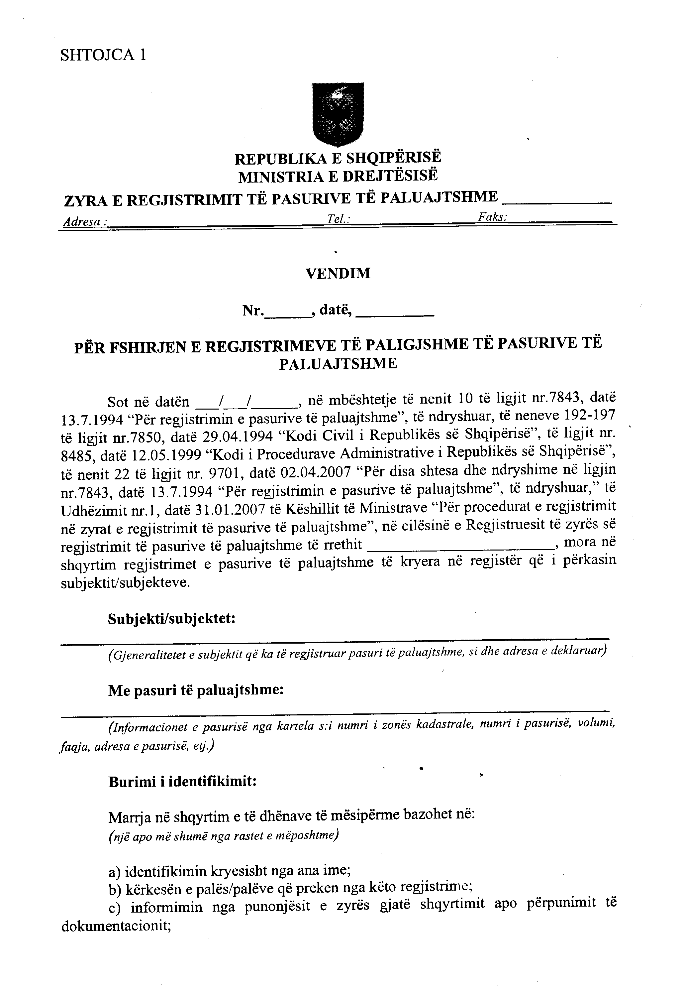 SHTOJCA 1
REPUBLIKA E SHQIPËRISË
MINISTRIA E DREJTËSISË
ZYRA E REGJISTRIMIT TË PASURIVE TË PALUAJTSHME ______________
Adresa :______________________________Tel.:__________________Faks:______________
VENDIM
Nr.______, datë, __________
PËR FSHIRJEN E REGJISTRIMEVE TË PALIGJSHME TË PASURIVE TË
PALUAJTSHME
Sot në datën ___/___/______, në mbështetje të nenit 10 të ligjit nr.7843, datë
13.7.1994 “Për regjistrimin e pasurive të paluajtshme”, të ndryshuar, të neneve 192-197
të ligjit nr.7850, datë 29.04.1994 “Kodi Civil i Republikës së Shqipërisë”, të ligjit nr.
8485, datë 12.05.1999 “Kodi i Procedurave Administrative i Republikës së Shqipërisë”,
të nenit 22 të ligjit nr. 9701, datë 02.04.2007 “Për disa shtesa dhe ndryshime në ligjin
nr.7843, datë 13.7.1994 “Për regjistrimin e pasurive të paluajtshme”, të ndryshuar,” të
Udhëzimit nr.1, datë 31.01.2007 të Këshillit të Ministrave “Për procedurat e regjistrimit
në zyrat e regjistrimit të pasurive të paluajtshme”, në cilësinë e Regjistruesit të zyrës së
regjistrimit të pasurive të paluajtshme të rrethit ________________________, mora në
shqyrtim regjistrimet e pasurive të paluajtshme të kryera në regjistër që i përkasin
subjektit/subjekteve.
Subjekti/subjektet:
(Gjeneralitetet e subjektit që ka të regjistruar pasuri të paluajtshme, si dhe adresa e deklaruar)
Me pasuri të paluajtshme:
(Informacionet e pasurisë nga kartela s:i numri i zonës kadastrale, numri i pasurisë, volumi,
faqja, adresa e pasurisë, etj.)
Burimi i identifikimit:
Marrja në shqyrtim e të dhënave të mësipërme bazohet në:
(një apo më shumë nga rastet e mëposhtme)
a) identifikimin kryesisht nga ana ime;
b) kërkesën e palës/palëve që preken nga këto regjistrime;
c) informimin nga punonjësit e zyrës gjatë shqyrtimit apo përpunimit të
dokumentacionit;